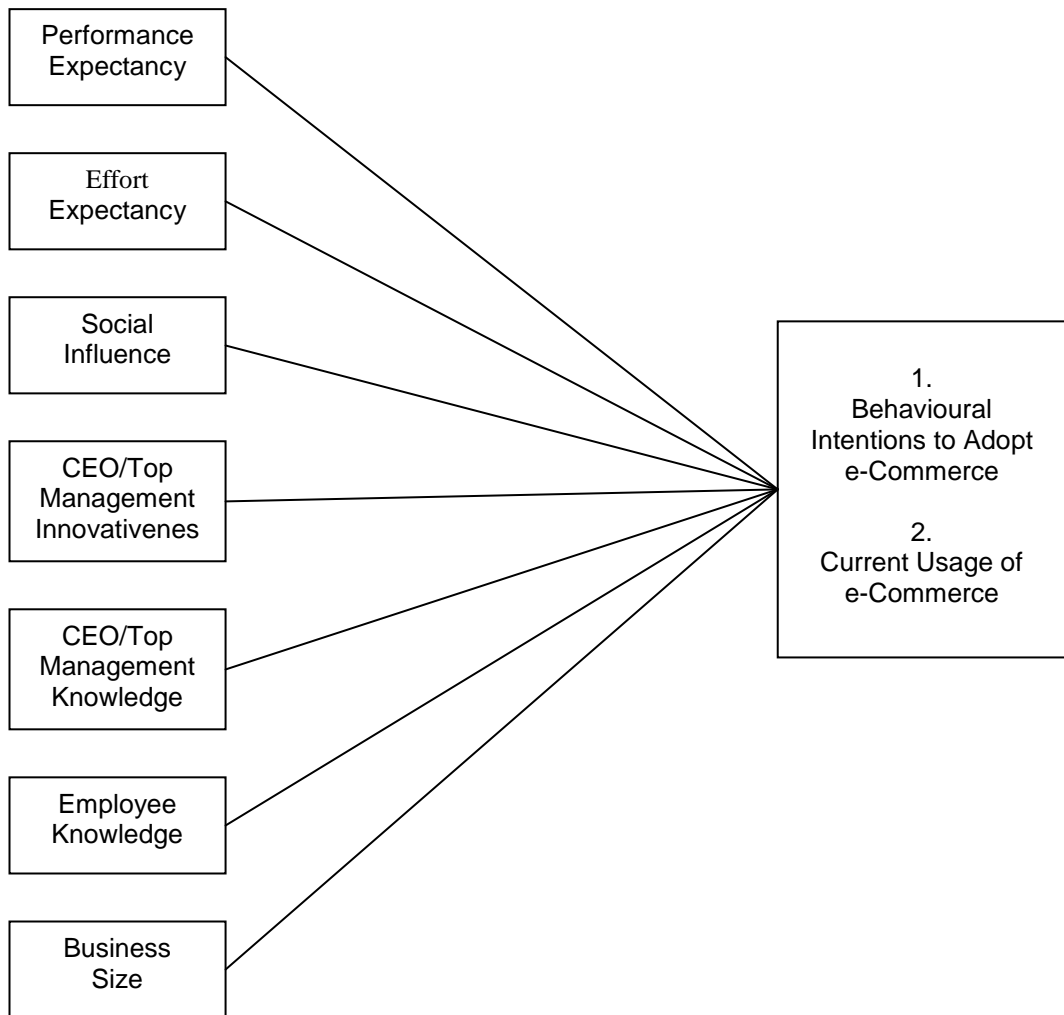 Performance
Expectancy
Effort
Expectancy
Social
Influence
CEO/Top
Management
Innovativenes
CEO/Top
Management
Knowledge
Employee
Knowledge
Business
Size
1.
Behavioural
Intentions to Adopt
e-Commerce
2.
Current Usage of
e-Commerce